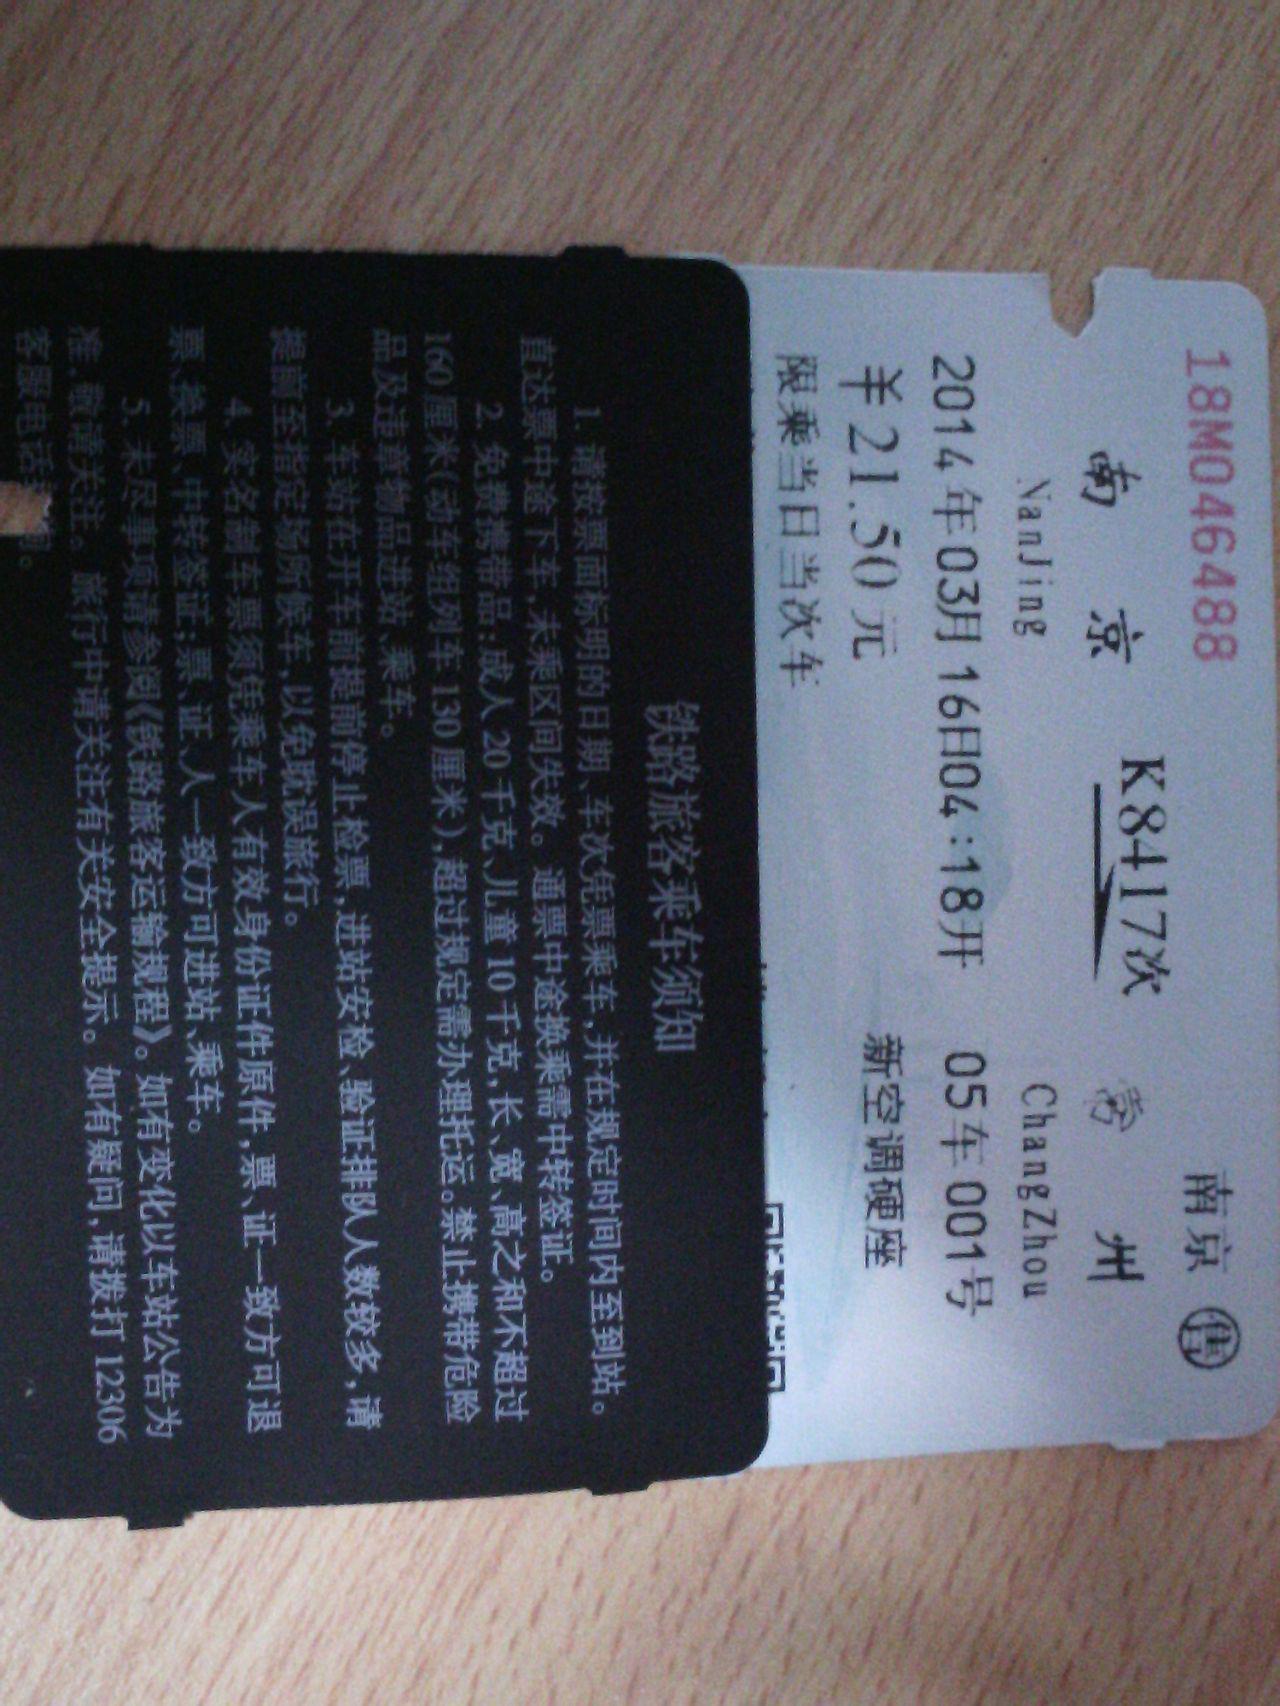 18M046488 南京 ㊞
南京 K8417次 常州
NanJing ChangZhou
2014年03月16日04:18开 05车001号
￥21.50元 新空调硬座
限乘当日当次车
铁路旅客乘车须知
1. 请按票面标明的日期、车次凭票乘车,并在规定时间内至到站。
直达票中途下车,未乘区间失效。通票中途换乘需中转签证。
2. 免费携带品:成人20千克、儿童10千克,长、宽、高之和不超过
160厘米(动车组列车130厘米),超过规定需办理托运。禁止携带危险
品及违章物品进站、乘车。
3. 车站在开车前提前停止检票,进站安检、验证排队人数较多,请
提前至指定场所候车,以免耽误旅行。
4. 实名制车票须凭乘车人有效身份证件原件,票、证一致方可退
票、换票、中转签证;票、证、人一致方可进站、乘车。
5. 未尽事项请参阅《铁路旅客运输规程》。如有变化以车站公告为
准,敬请关注。旅行中请关注有关安全提示。如有疑问,请拨打12306
客服电话